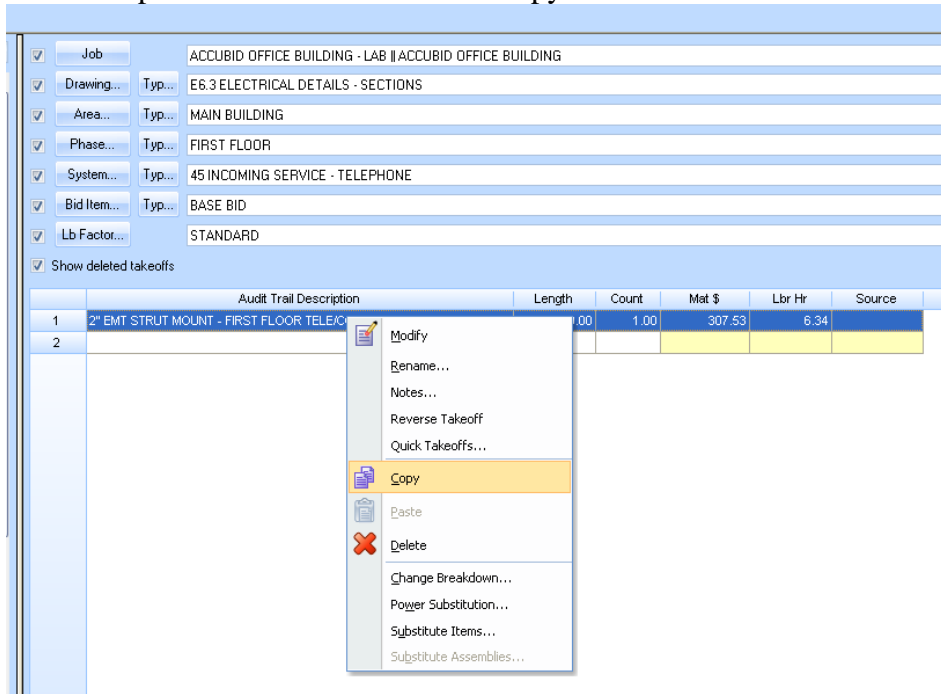 Job ACCUBID OFFICE BUILDING - LAB || ACCUBID OFFICE BUILDING
Drawing... Typ... E6.3 ELECTRICAL DETAILS - SECTIONS
Area... Typ... MAIN BUILDING
Phase... Typ... FIRST FLOOR
System... Typ... 45 INCOMING SERVICE - TELEPHONE
Bid Item... Typ... BASE BID
Lb Factor... STANDARD
Show deleted takeoffs
Audit Trail Description Length Count Mat $ Lbr Hr Source
1 2" EMT STRUT MOUNT - FIRST FLOOR TELE/ .00 1.00 307.53 6.34
2
Modify
Rename...
Notes...
Reverse Takeoff
Quick Takeoffs...
Copy
Paste
Delete
Change Breakdown...
Power Substitution...
Substitute Items...
Substitute Assemblies...